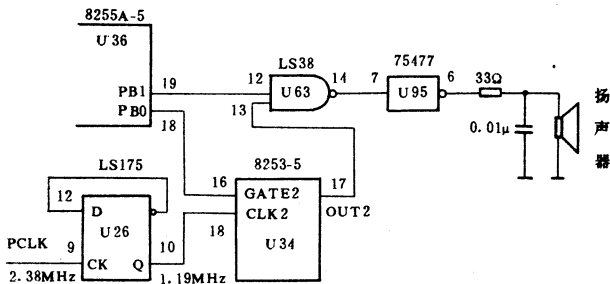 8255A-5
U36
PB1
PB0
19
18
LS38
12
13
U63
14
75477
7
U95
6
33Ω
0.01μ
扬声器
LS175
12
D
U26
PCLK
9
CK
Q
10
2.38MHz
1.19MHz
8253-5
16
GATE2
CLK2
18
U34
17
OUT2